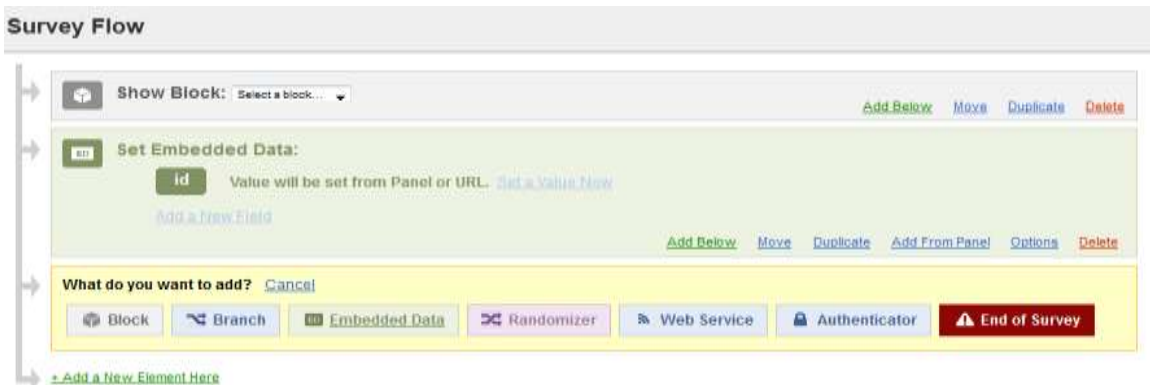 Survey Flow
Show Block: Select a block...
Add Below Move Duplicate Delete
ED Set Embedded Data:
id Value will be set from Panel or URL. Set a Value Now
Add a New Field
Add Below Move Duplicate Add From Panel Options Delete
What do you want to add? Cancel
Block Branch ED Embedded Data Randomizer Web Service Authenticator End of Survey
+ Add a New Element Here